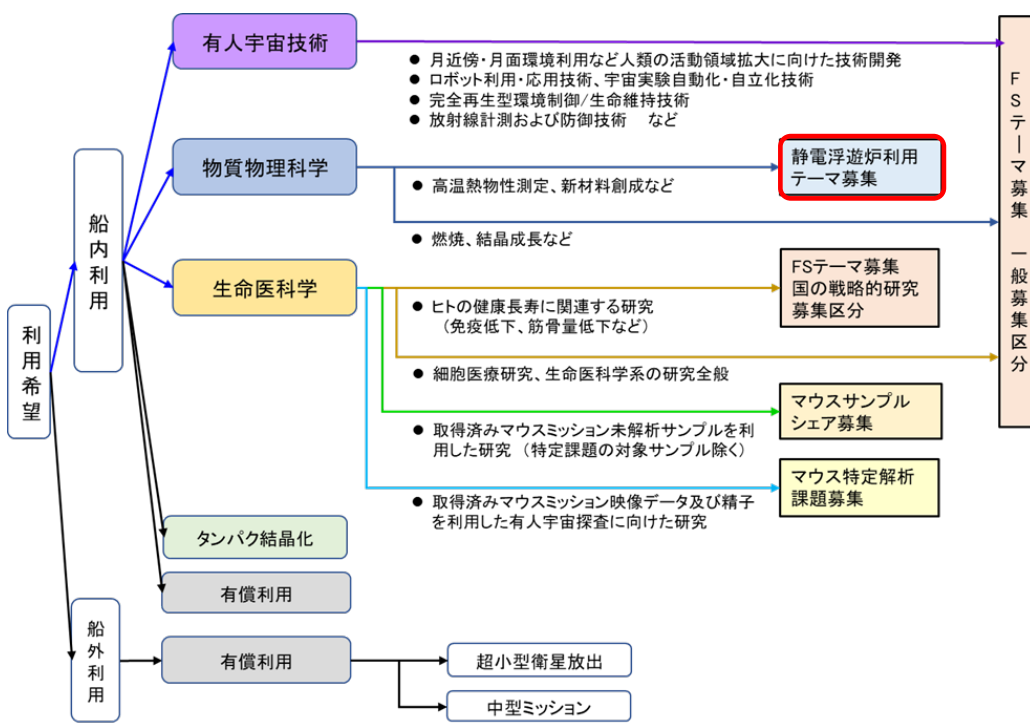 利用希望
船内利用
有人宇宙技術
● 月近傍・月面環境利用など人類の活動領域拡大に向けた技術開発
● ロボット利用・応用技術、宇宙実験自動化・自立化技術
● 完全再生型環境制御/生命維持技術
● 放射線計測および防御技術 など
物質物理科学
● 高温熱物性測定、新材料創成など
静電浮遊炉利用
テーマ募集
● 燃焼、結晶成長など
生命医科学
● ヒトの健康長寿に関連する研究
(免疫低下、筋骨量低下など)
FSテーマ募集
国の戦略的研究
募集区分
● 細胞医療研究、生命医科学系の研究全般
● 取得済みマウスミッション未解析サンプルを利
用した研究 (特定課題の対象サンプル除く)
マウスサンプル
シェア募集
● 取得済みマウスミッション映像データ及び精子
を利用した有人宇宙探査に向けた研究
マウス特定解析
課題募集
FSテーマ募集 一般募集区分
タンパク結晶化
有償利用
船外利用
有償利用
超小型衛星放出
中型ミッション